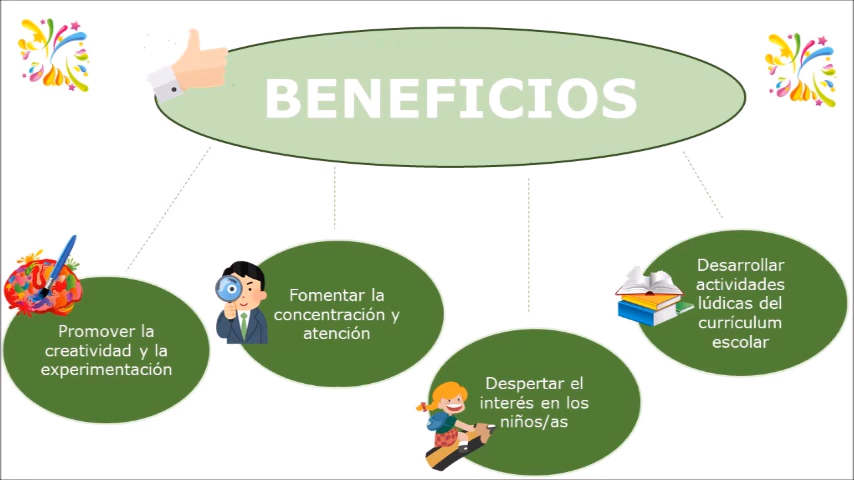 BENEFICIOS
Promover la
creatividad y la
experimentación
Fomentar la
concentración y
atención
Despertar el
interés en los
niños/as
Desarrollar
actividades
lúdicas del
currículum
escolar